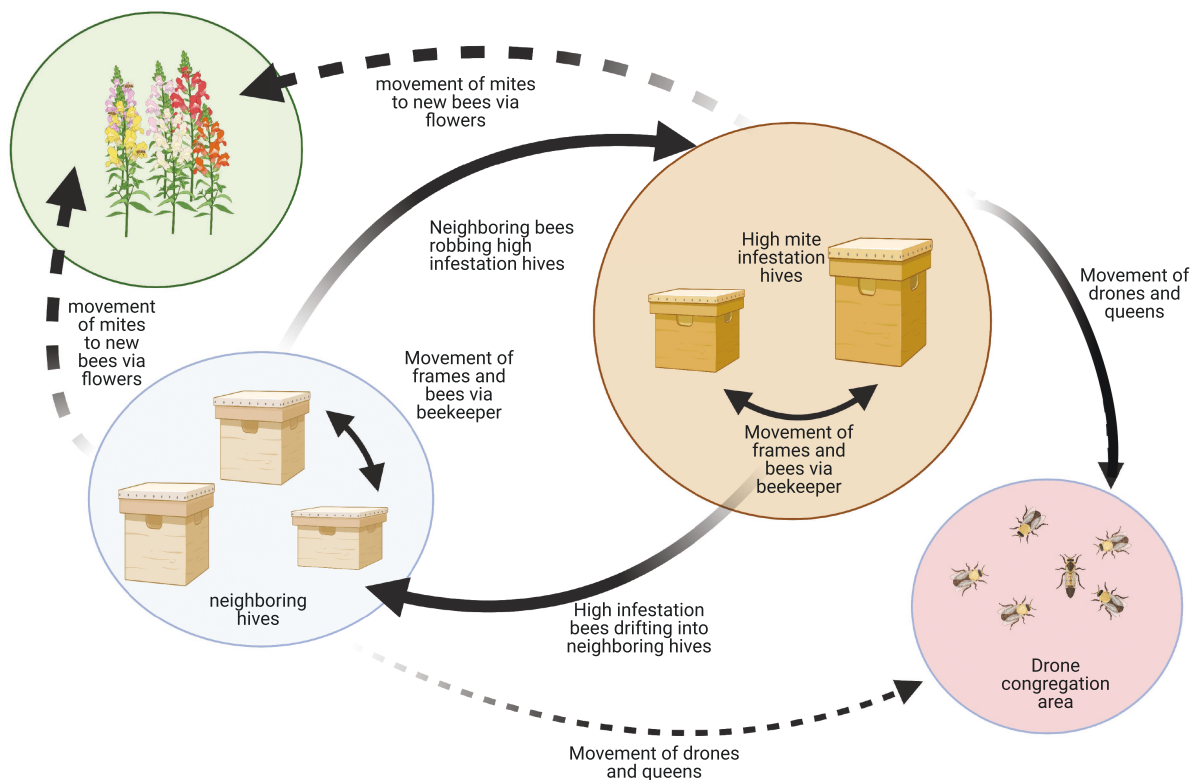 movement of mites
to new bees via
flowers
Neighboring bees
robbing high
infestation hives
High mite
infestation
hives
Movement of
drones and
queens
movement
of mites
to new
bees via
flowers
Movement of
frames and
bees via
beekeeper
Movement of
frames and
bees via
beekeeper
neighboring
hives
High infestation
bees drifting into
neighboring hives
Drone
congregation
area
Movement of drones
and queens